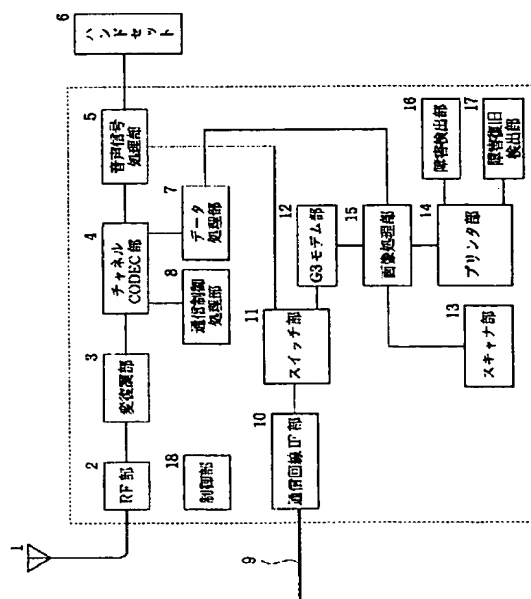 1
2
RF部
3
変復調部
4
チャネル
CODEC部
5
音声信号
処理部
6
ハンドセット
7
データ
処理部
8
通信制御
処理部
9
10
通信回線IF部
11
スイッチ部
12
G3モデム部
13
スキャナ部
14
プリンタ部
15
画像処理部
16
障害検出部
17
障害復旧
検出部
18
制御部